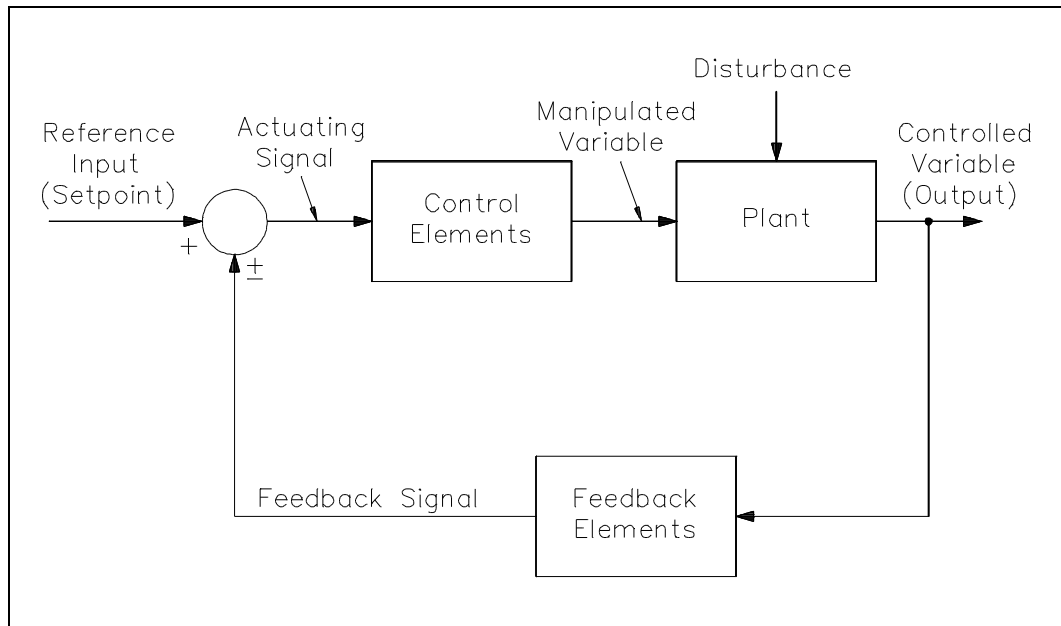 Disturbance
Reference
Input
(Setpoint)
Actuating
Signal
Manipulated
Variable
Controlled
Variable
(Output)
Control
Elements
Plant
+
±
Feedback Signal
Feedback
Elements